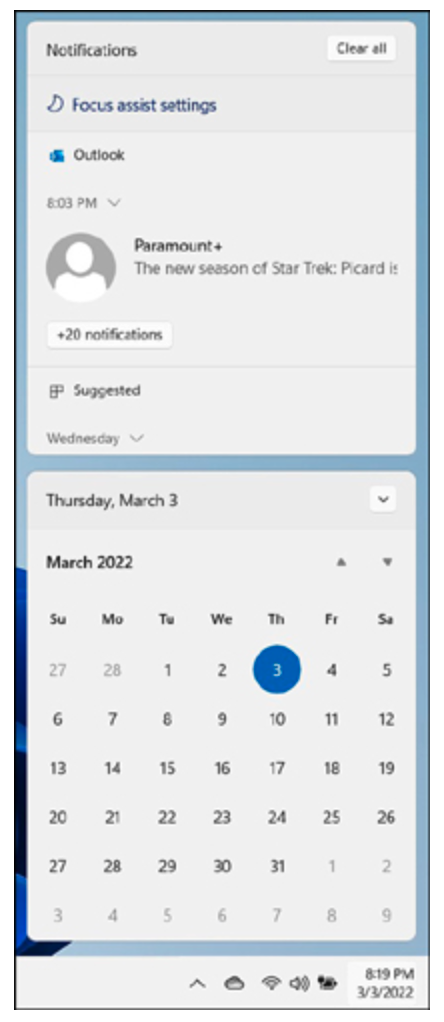 Notifications Clear all
Focus assist settings
Outlook
8:03 PM
Paramount+
The new season of Star Trek: Picard is
+20 notifications
Suggested
Wednesday
Thursday, March 3
March 2022
Su Mo Tu We Th Fr Sa
27 28 1 2 3 4 5
6 7 8 9 10 11 12
13 14 15 16 17 18 19
20 21 22 23 24 25 26
27 28 29 30 31 1 2
3 4 5 6 7 8 9
8:19 PM
3/3/2022